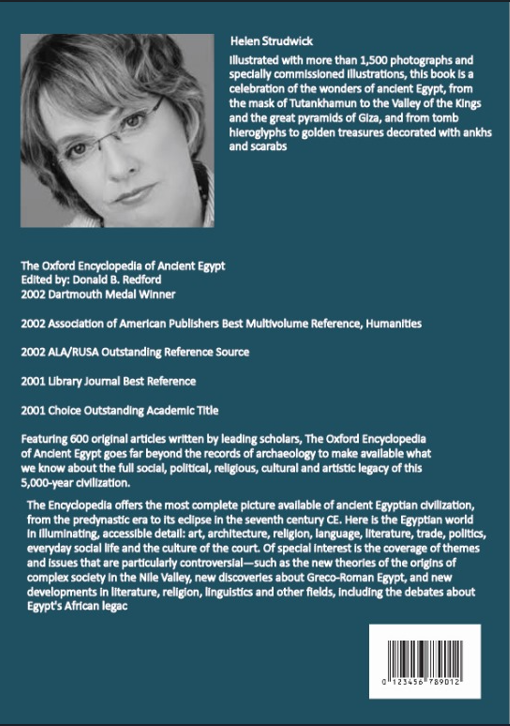 Helen Strudwick
Illustrated with more than 1,500 photographs and
specially commissioned illustrations, this book is a
celebration of the wonders of ancient Egypt, from
the mask of Tutankhamun to the Valley of the Kings
and the great pyramids of Giza, and from tomb
hieroglyphs to golden treasures decorated with ankhs
and scarabs
The Oxford Encyclopedia of Ancient Egypt
Edited by: Donald B. Redford
2002 Dartmouth Medal Winner
2002 Association of American Publishers Best Multivolume Reference, Humanities
2002 ALA/RUSA Outstanding Reference Source
2001 Library Journal Best Reference
2001 Choice Outstanding Academic Title
Featuring 600 original articles written by leading scholars, The Oxford Encyclopedia
of Ancient Egypt goes far beyond the records of archaeology to make available what
we know about the full social, political, religious, cultural and artistic legacy of this
5,000-year civilization.
The Encyclopedia offers the most complete picture available of ancient Egyptian civilization,
from the predynastic era to its eclipse in the seventh century CE. Here is the Egyptian world
in illuminating, accessible detail: art, architecture, religion, language, literature, trade, politics,
everyday social life and the culture of the court. Of special interest is the coverage of themes
and issues that are particularly controversial—such as the new theories of the origins of
complex society in the Nile Valley, new discoveries about Greco-Roman Egypt, and new
developments in literature, religion, linguistics and other fields, including the debates about
Egypt's African legac
0 123456 789012